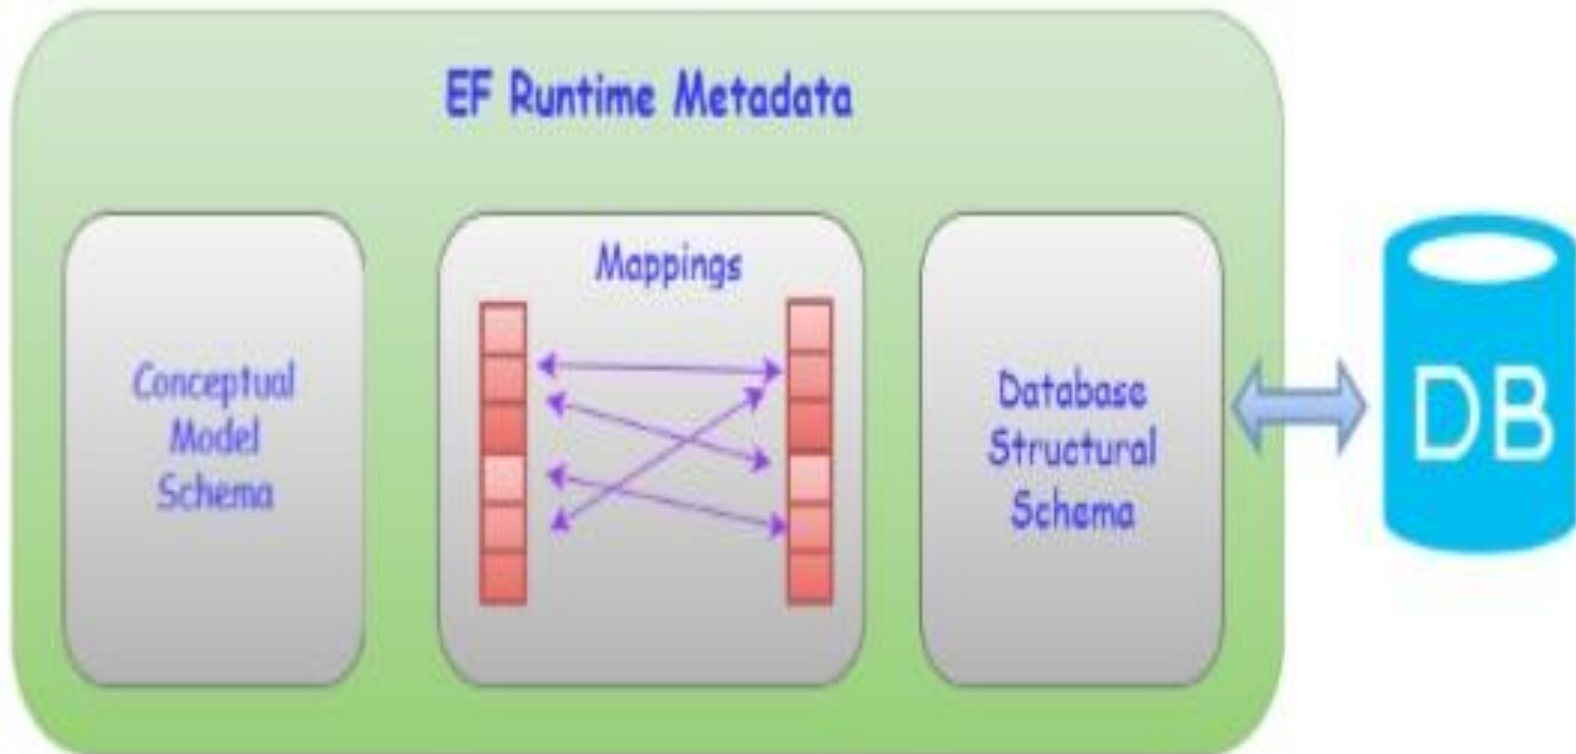 EF Runtime Metadata
Conceptual
Model
Schema
Mappings
Database
Structural
Schema
DB